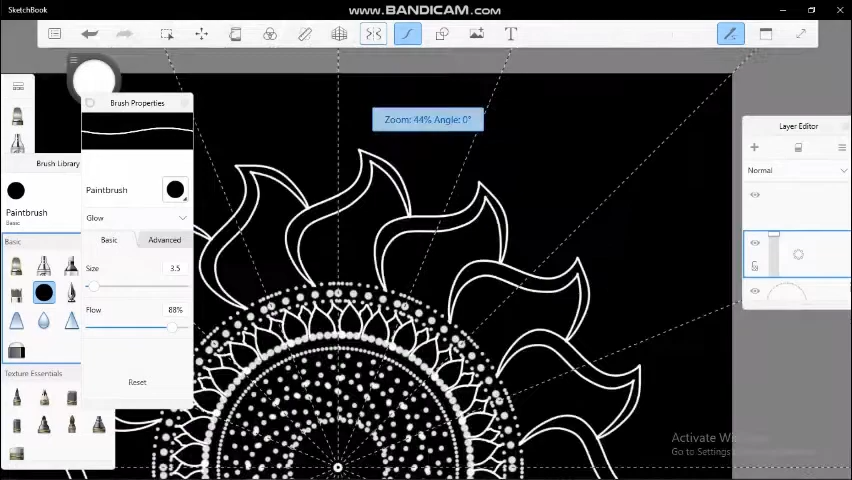 SketchBook
WWW.BANDICAM.COM
T
Brush Properties
Zoom: 44% Angle: 0°
Layer Editor
Brush Library
Normal
Paintbrush
Paintbrush
Basic
Glow
Basic
Basic
Advanced
Size
3.5
Flow
88%
Reset
Texture Essentials
Activate Wi
Go to Settings